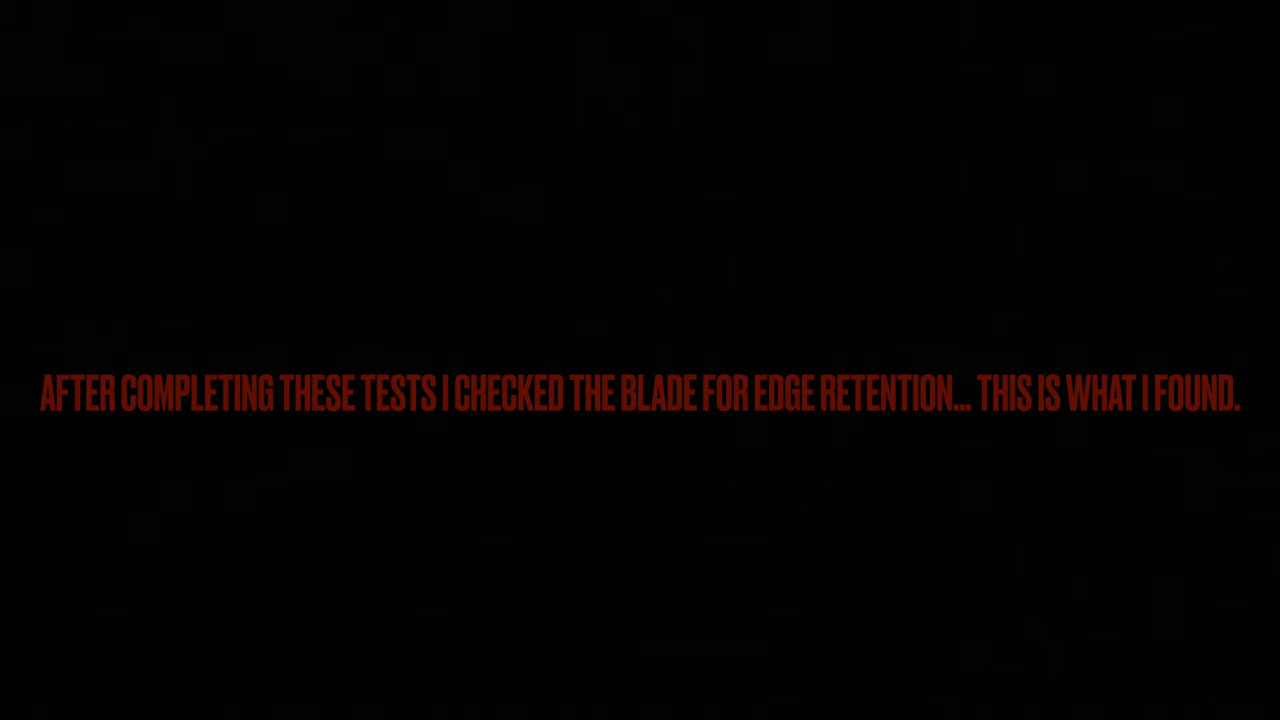 AFTER COMPLETING THESE TESTS I CHECKED THE BLADE FOR EDGE RETENTION... THIS IS WHAT I FOUND.